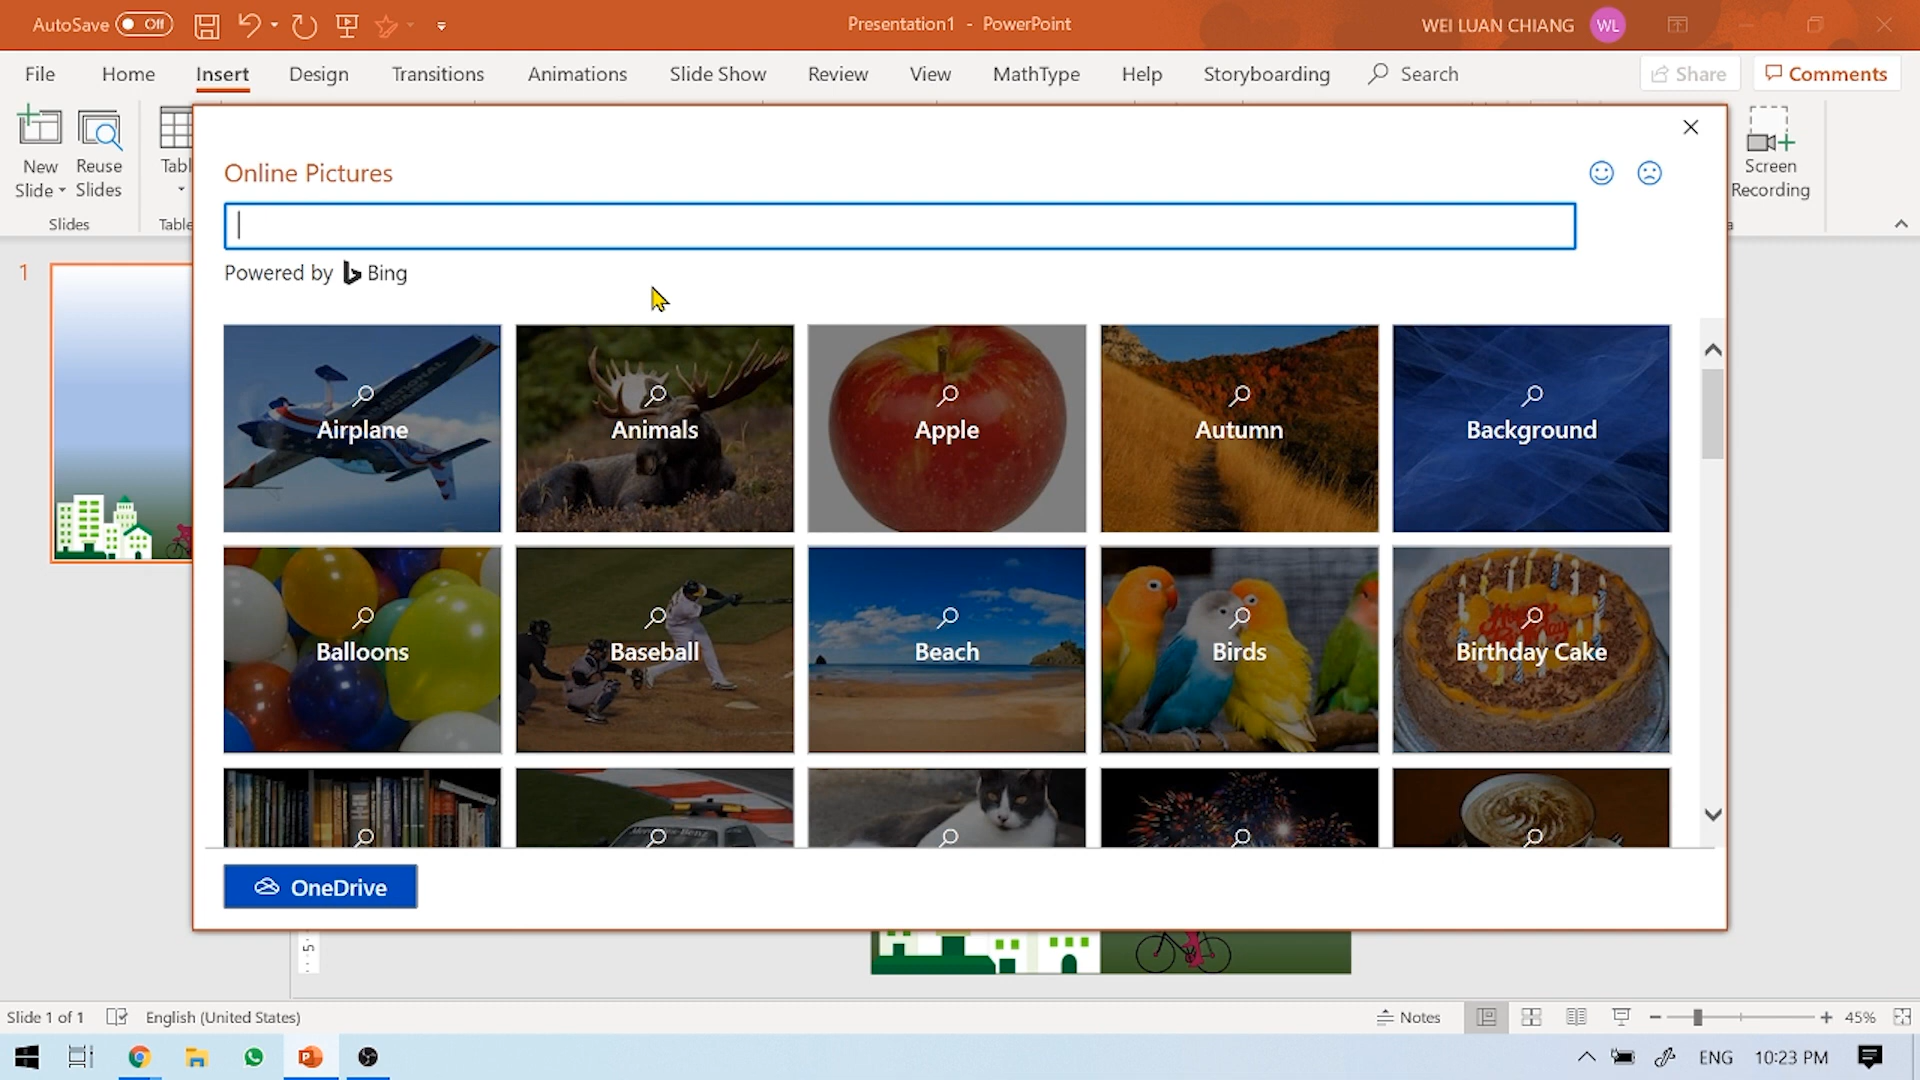 AutoSave Off
Presentation1 - PowerPoint
WEI LUAN CHIANG WL
File Home Insert Design Transitions Animations Slide Show Review View MathType Help Storyboarding Search
Share Comments
New Slide
Reuse Slides
Tabl
Screen Recording
Slides
Table
Online Pictures
Powered by Bing
1
Airplane Animals Apple Autumn Background
Balloons Baseball Beach Birds Birthday Cake
OneDrive
5
Slide 1 of 1 English (United States)
Notes 45%
ENG 10:23 PM